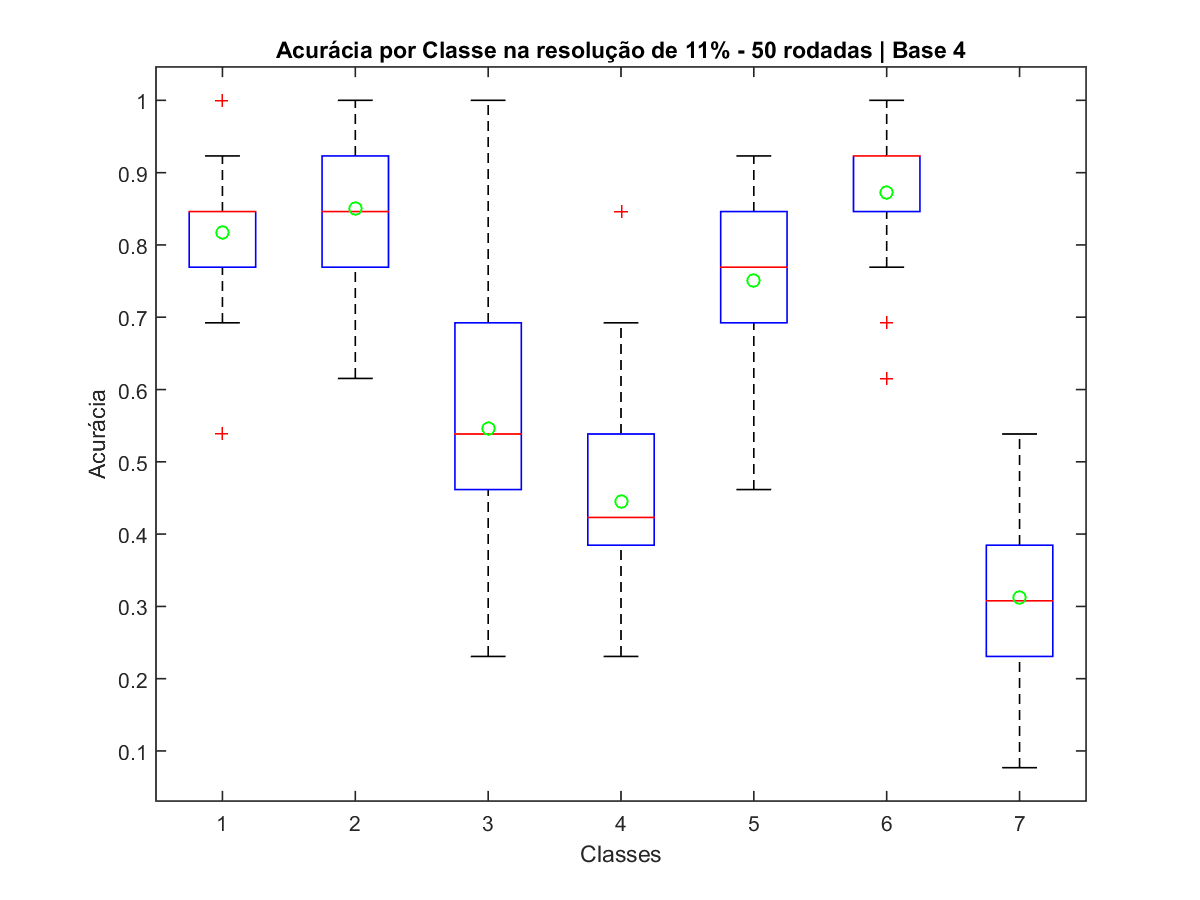 Acurácia por Classe na resolução de 11% - 50 rodadas | Base 4
1
0.9
0.8
0.7
0.6
0.5
0.4
0.3
0.2
0.1
Acurácia
1 2 3 4 5 6 7
Classes